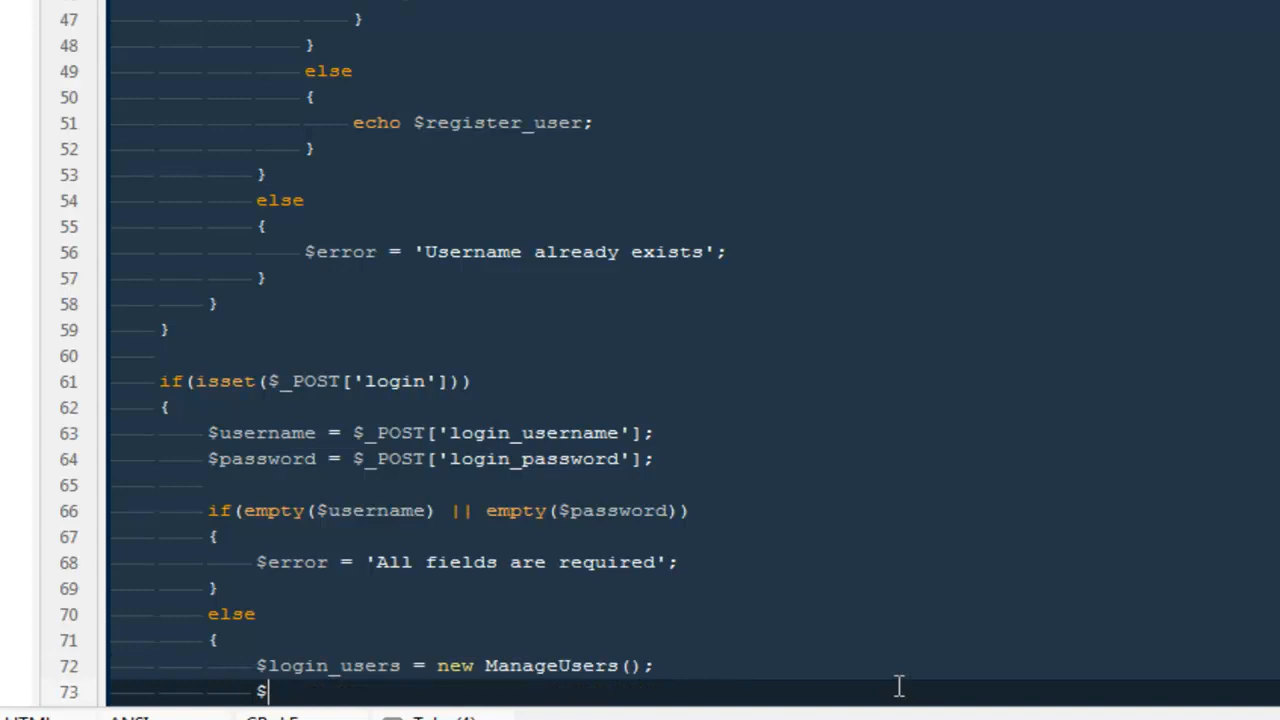 47 }
48 }
49 else
50 {
51 echo $register_user;
52 }
53 }
54 else
55 {
56 $error = 'Username already exists';
57 }
58 }
59 }
60
61 if(isset($_POST['login']))
62 {
63 $username = $_POST['login_username'];
64 $password = $_POST['login_password'];
65
66 if(empty($username) || empty($password))
67 {
68 $error = 'All fields are required';
69 }
70 else
71 {
72 $login_users = new ManageUsers();
73 $